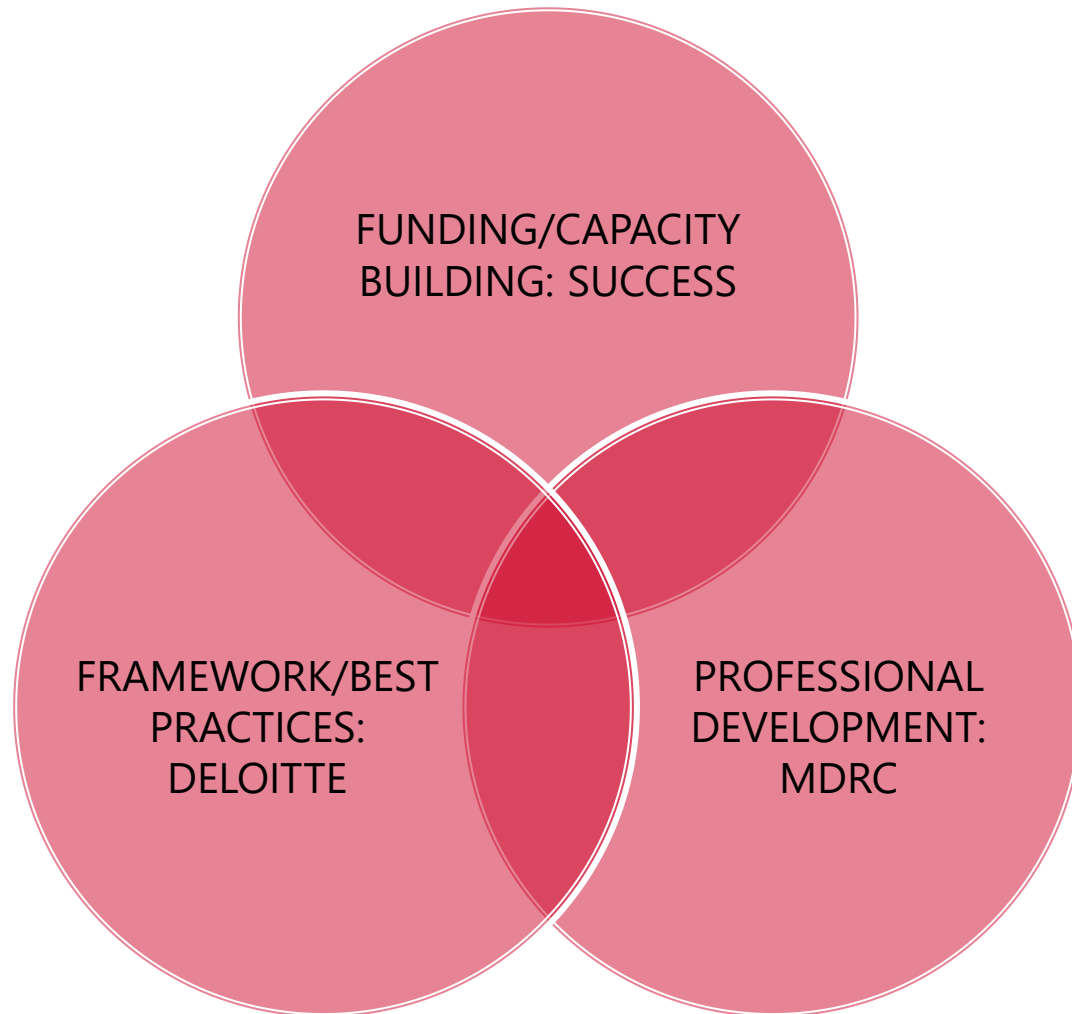 FUNDING/CAPACITY
BUILDING: SUCCESS
FRAMEWORK/BEST
PRACTICES:
DELOITTE
PROFESSIONAL
DEVELOPMENT:
MDRC